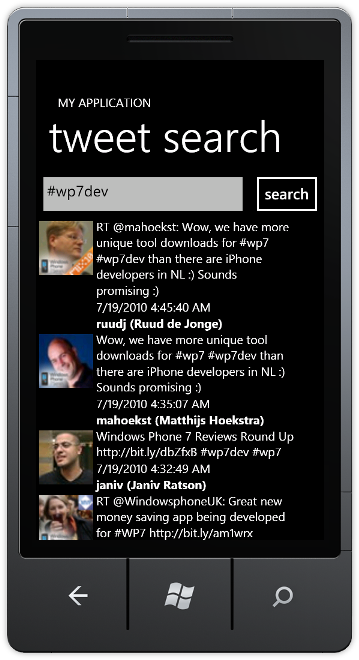 MY APPLICATION
tweet search
#wp7dev
search
RT @mahoekst: Wow, we have more
unique tool downloads for #wp7
#wp7dev than there are iPhone
developers in NL :) Sounds
promising :)
7/19/2010 4:45:40 AM
ruudj (Ruud de Jonge)
Wow, we have more unique tool
downloads for #wp7 #wp7dev than
there are iPhone developers in NL :)
Sounds promising :)
7/19/2010 4:35:07 AM
mahoekst (Matthijs Hoekstra)
Windows Phone 7 Reviews Round Up
http://bit.ly/dbZfxB #wp7dev #wp7
7/19/2010 4:32:49 AM
janiv (Janiv Ratson)
RT @WindowsphoneUK: Great new
money saving app being developed
for #WP7 http://bit.ly/am1wrx